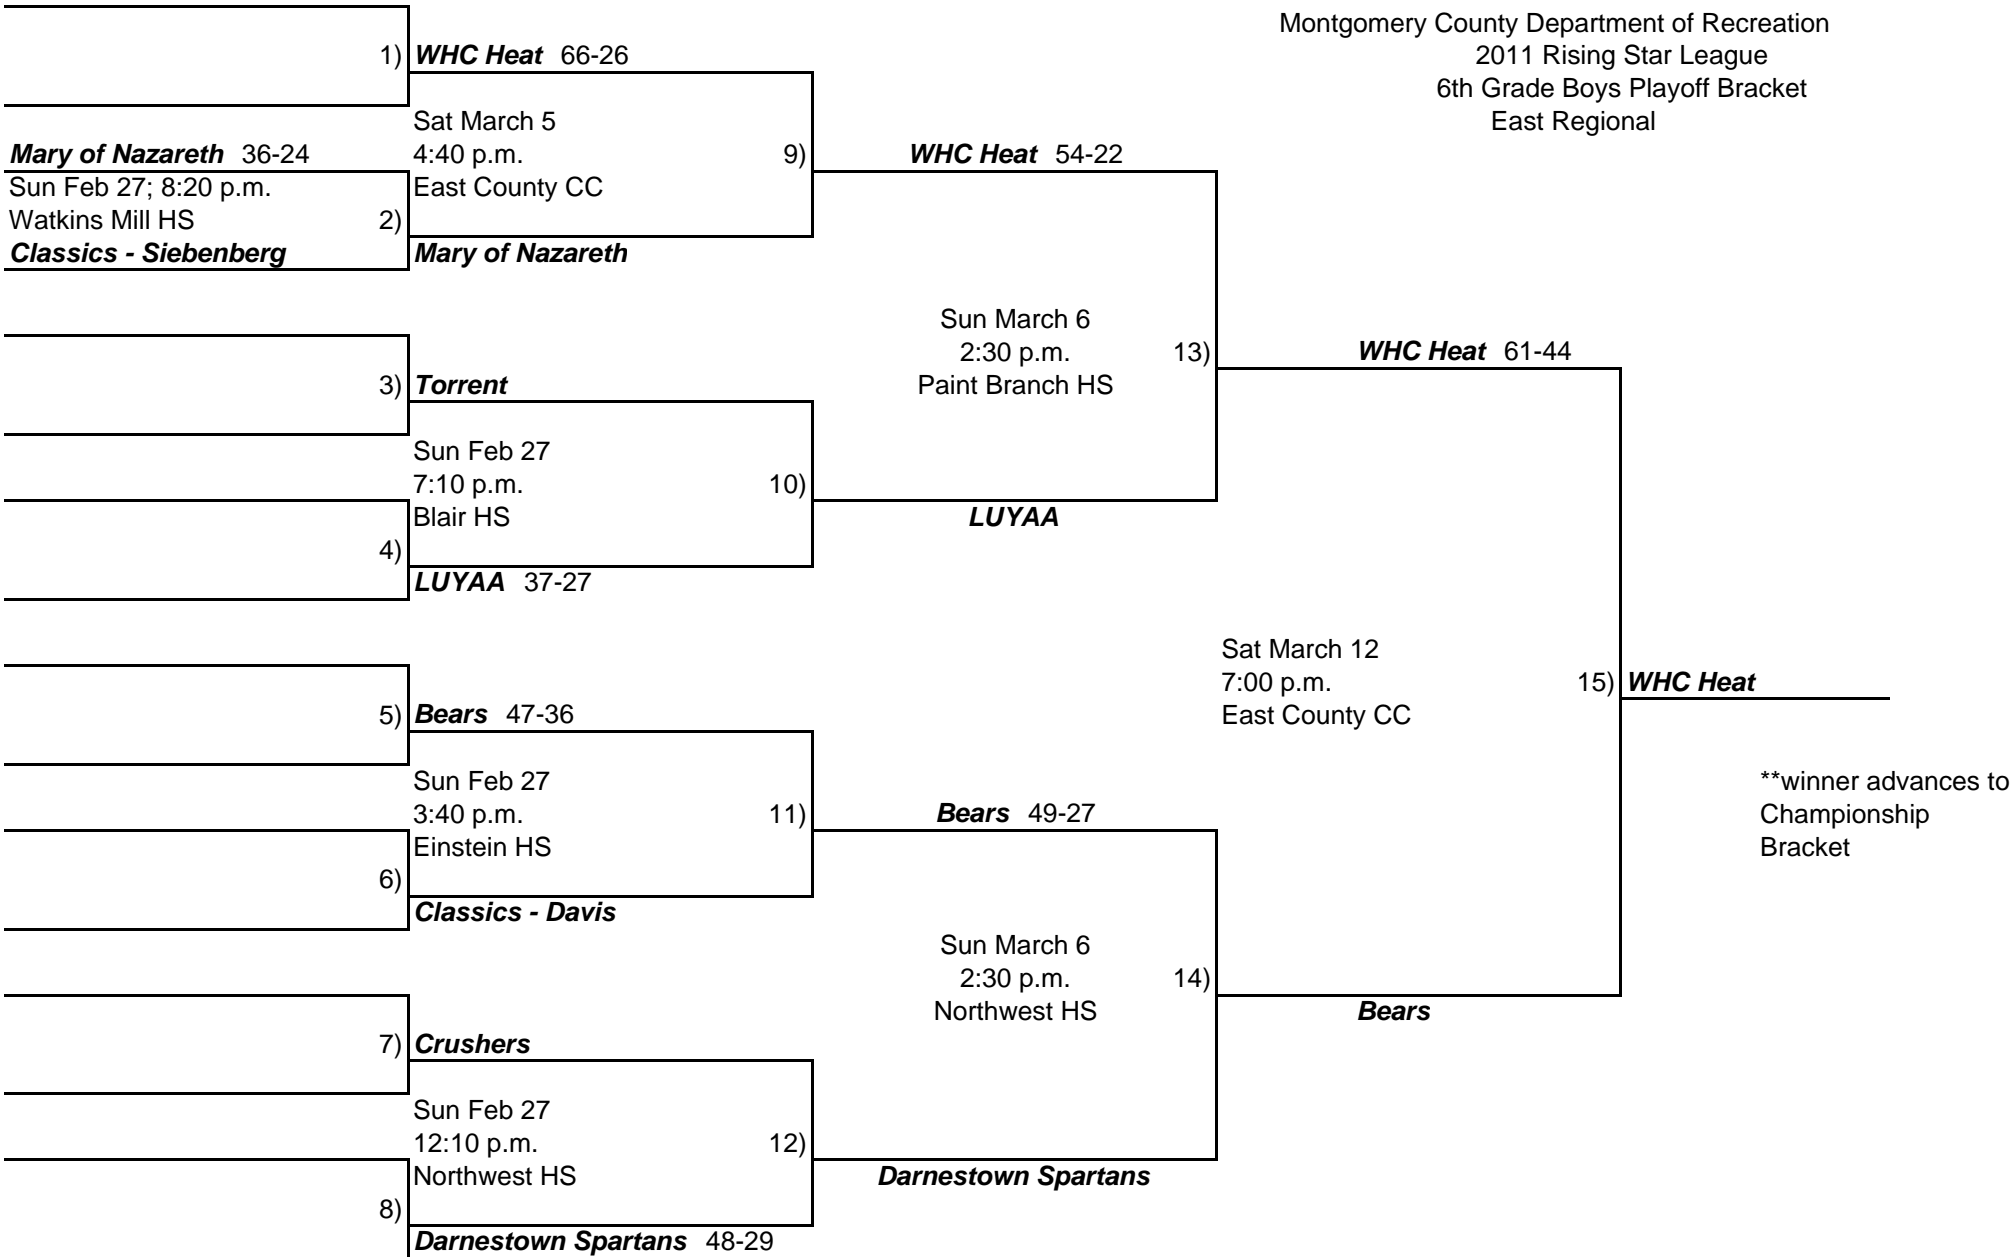 Montgomery County Department of Recreation
2011 Rising Star League
6th Grade Boys Playoff Bracket
East Regional
1) WHC Heat 66-26
Sat March 5
Mary of Nazareth 36-24
4:40 p.m.
9)
WHC Heat 54-22
Sun Feb 27; 8:20 p.m.
East County CC
Watkins Mill HS
2)
Classics - Siebenberg
Mary of Nazareth
Sun March 6
2:30 p.m.
13)
WHC Heat 61-44
3) Torrent
Paint Branch HS
Sun Feb 27
7:10 p.m.
10)
Blair HS
LUYAA
4)
LUYAA 37-27
Sat March 12
7:00 p.m.
15) WHC Heat
East County CC
5) Bears 47-36
Sun Feb 27
**winner advances to
3:40 p.m.
11)
Bears 49-27
Championship
Einstein HS
Bracket
6)
Classics - Davis
Sun March 6
2:30 p.m.
14)
Northwest HS
Bears
7) Crushers
Sun Feb 27
12:10 p.m.
12)
Northwest HS
Darnestown Spartans
8)
Darnestown Spartans 48-29